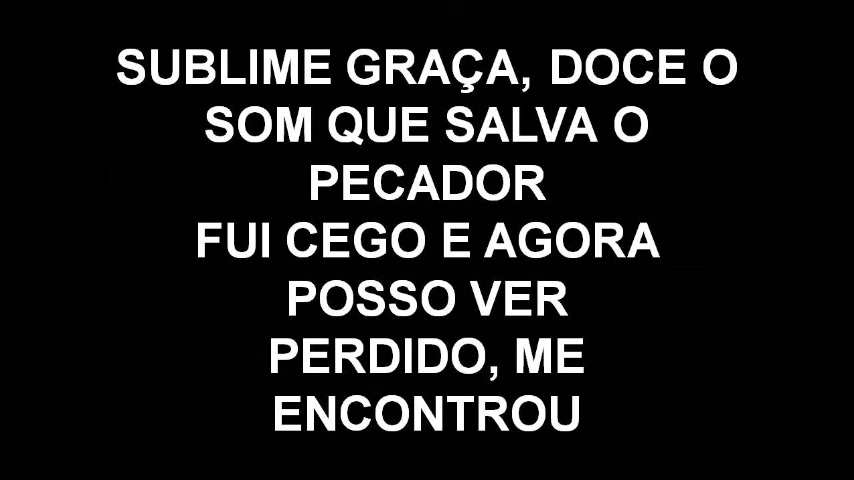 SUBLIME GRAÇA, DOCE O
SOM QUE SALVA O
PECADOR
FUI CEGO E AGORA
POSSO VER
PERDIDO, ME
ENCONTROU